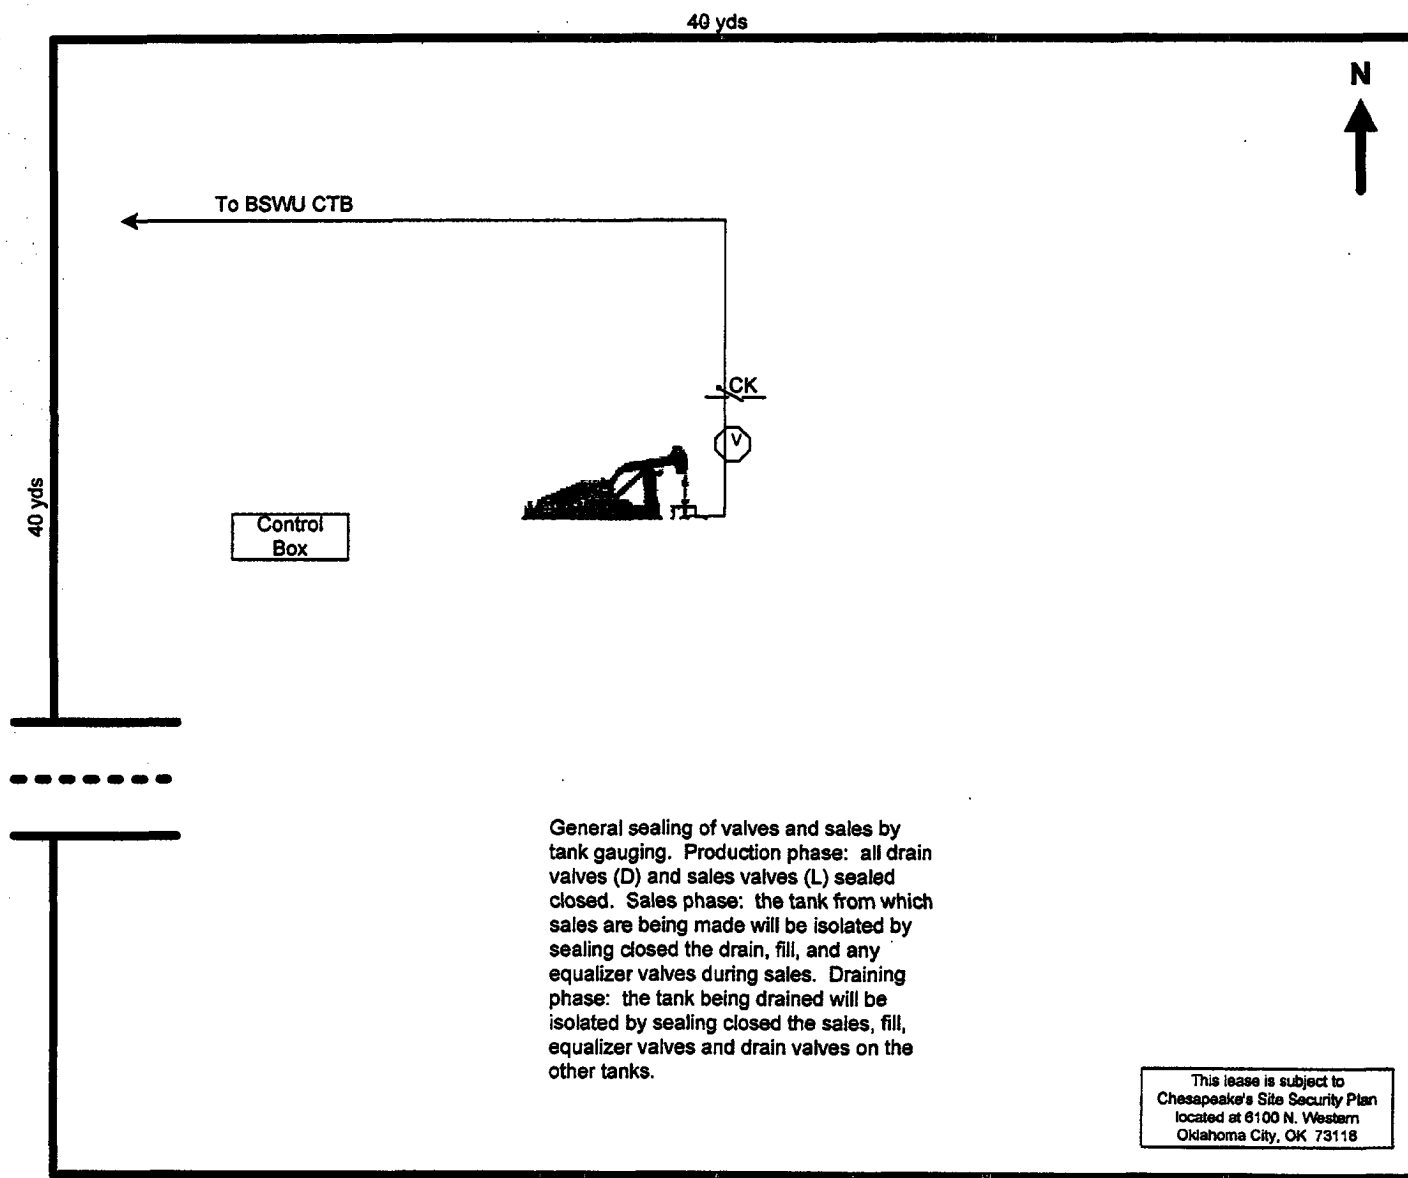 40 yds
N
To BSWU CTB
CK
V
40 yds
Control
Box
General sealing of valves and sales by
tank gauging. Production phase: all drain
valves (D) and sales valves (L) sealed
closed. Sales phase: the tank from which
sales are being made will be isolated by
sealing closed the drain, fill, and any
equalizer valves during sales. Draining
phase: the tank being drained will be
isolated by sealing closed the sales, fill,
equalizer valves and drain valves on the
other tanks.
This lease is subject to
Chesapeake's Site Security Plan
located at 6100 N. Western
Oklahoma City, OK 73118